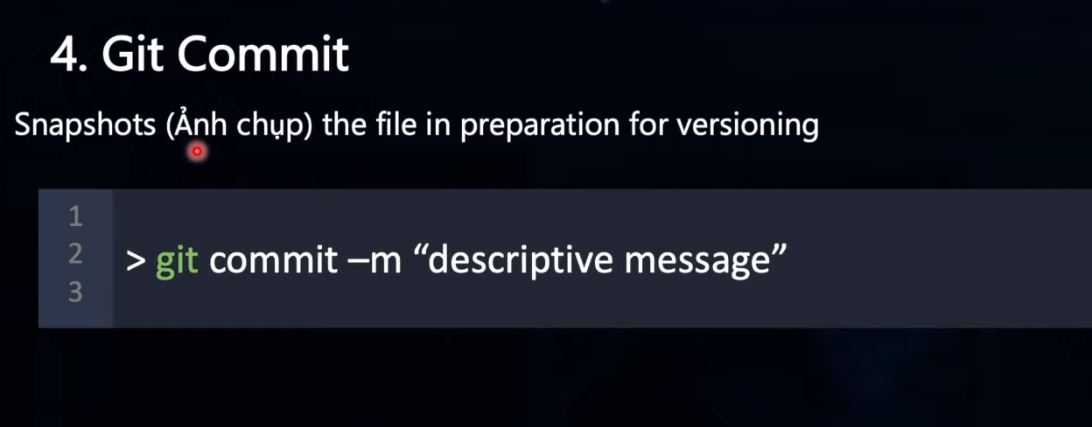 4. Git Commit
Snapshots (Ảnh chụp) the file in preparation for versioning
1
2 > git commit –m “descriptive message”
3